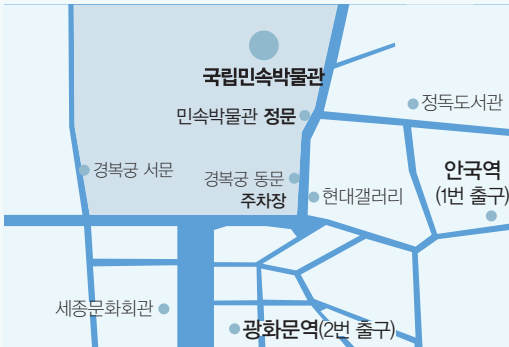 국립민속박물관
민속박물관 정문
정독도서관
경복궁 서문
경복궁 동문
주차장
현대갤러리
안국역
(1번 출구)
세종문화회관
광화문역(2번 출구)